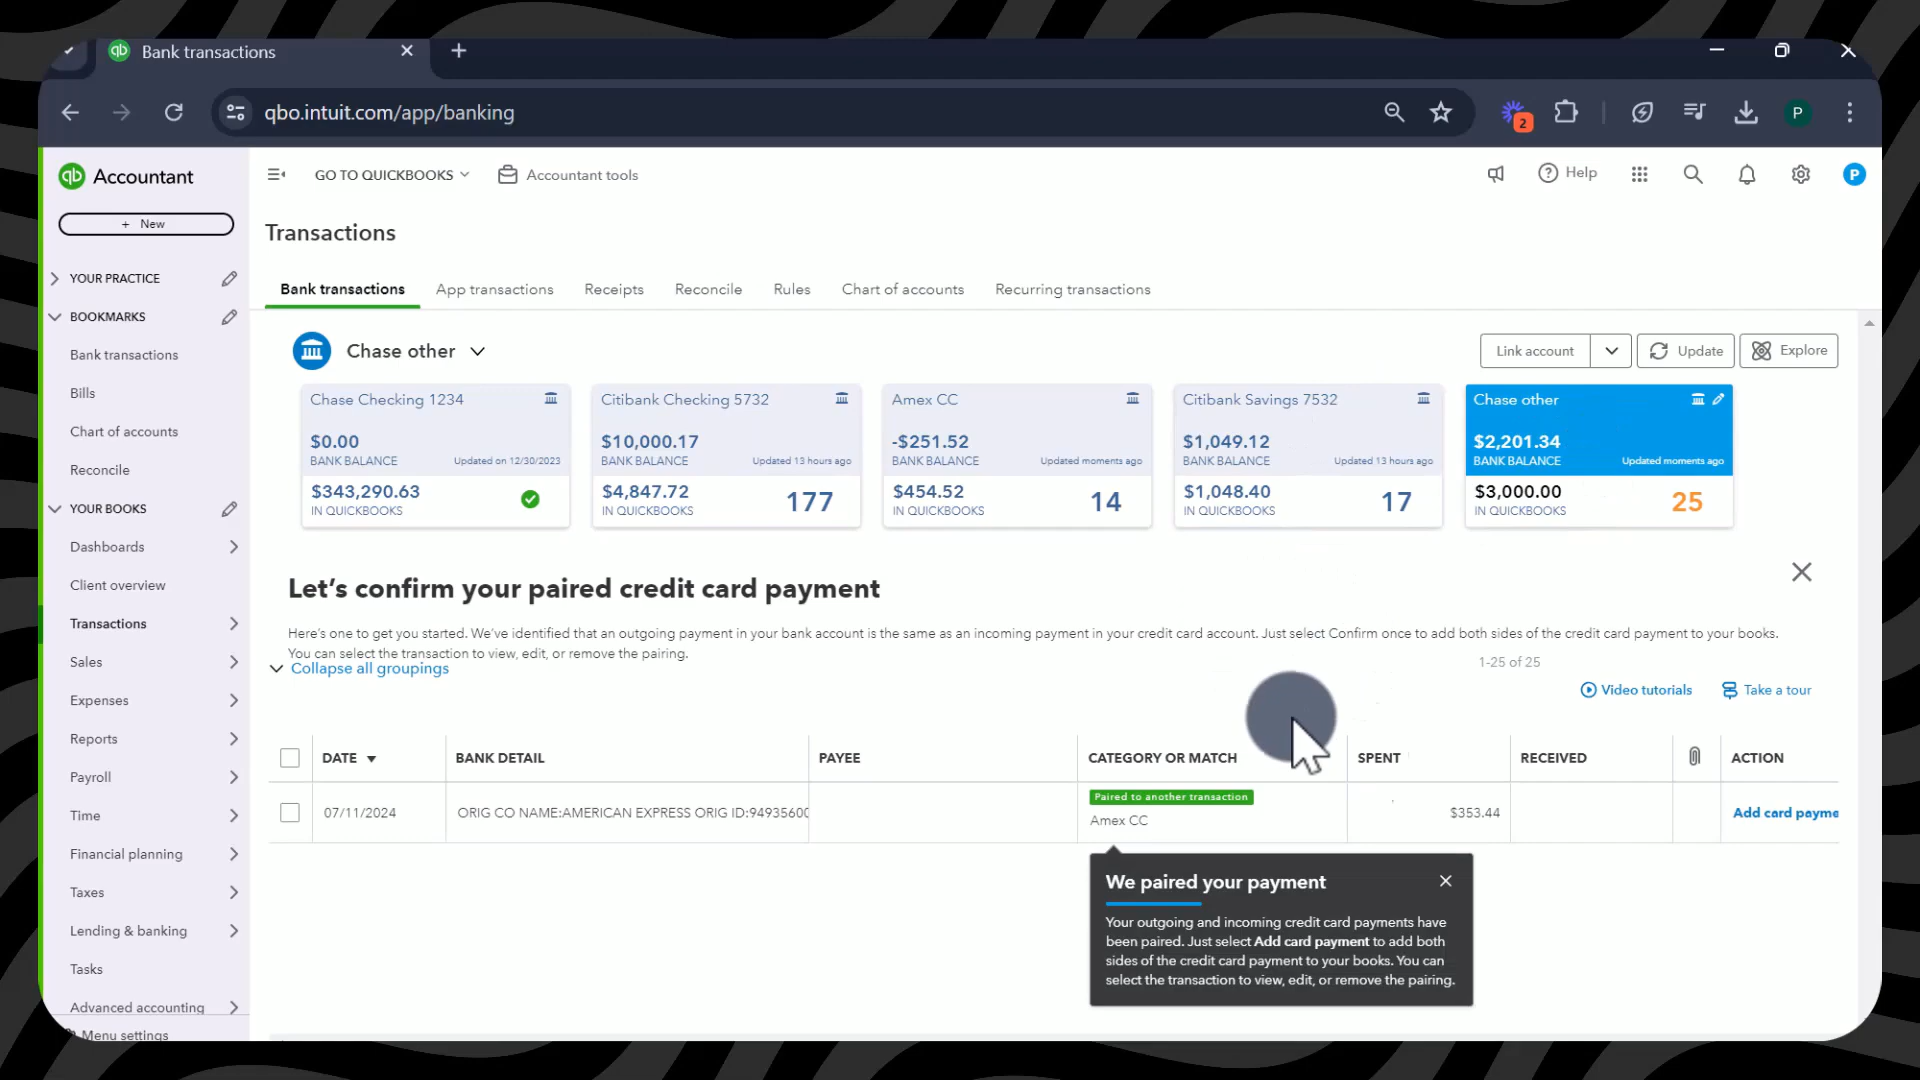 Bank transactions
qbo.intuit.com/app/banking
2
P
qb Accountant
GO TO QUICKBOOKS
Accountant tools
Help
P
+ New
Transactions
YOUR PRACTICE
BOOKMARKS
Bank transactions
Bills
Chart of accounts
Reconcile
YOUR BOOKS
Dashboards
Client overview
Transactions
Sales
Expenses
Reports
Payroll
Time
Financial planning
Taxes
Lending & banking
Tasks
Advanced accounting
Menu settings
Bank transactions App transactions Receipts Reconcile Rules Chart of accounts Recurring transactions
Chase other
Link account
Update
Explore
Chase Checking 1234
$0.00
BANK BALANCE Updated on 12/30/2023
$343,290.63
IN QUICKBOOKS
Citibank Checking 5732
$10,000.17
BANK BALANCE Updated 13 hours ago
$4,847.72
IN QUICKBOOKS
177
Amex CC
-$251.52
BANK BALANCE Updated moments ago
$454.52
IN QUICKBOOKS
14
Citibank Savings 7532
$1,049.12
BANK BALANCE Updated 13 hours ago
$1,048.40
IN QUICKBOOKS
17
Chase other
$2,201.34
BANK BALANCE Updated moments ago
$3,000.00
IN QUICKBOOKS
25
Let's confirm your paired credit card payment
Here's one to get you started. We've identified that an outgoing payment in your bank account is the same as an incoming payment in your credit card account. Just select Confirm once to add both sides of the credit card payment to your books.
You can select the transaction to view, edit, or remove the pairing.
Collapse all groupings
1-25 of 25
Video tutorials
Take a tour
DATE BANK DETAIL PAYEE CATEGORY OR MATCH SPENT RECEIVED ACTION
07/11/2024 ORIG CO NAME:AMERICAN EXPRESS ORIG ID:94935600
Paired to another transaction
Amex CC
$353.44
Add card payme
We paired your payment
Your outgoing and incoming credit card payments have
been paired. Just select Add card payment to add both
sides of the credit card payment to your books. You can
select the transaction to view, edit, or remove the pairing.